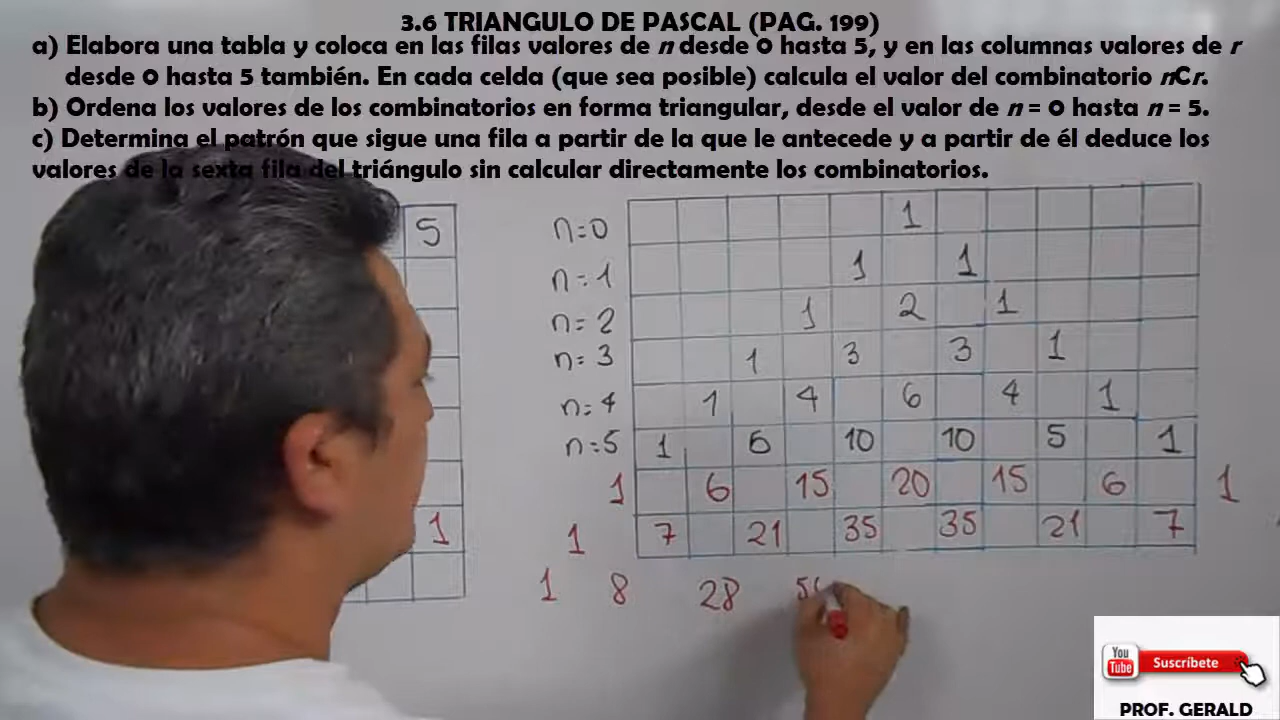 3.6 TRIANGULO DE PASCAL (PAG. 199)
a) Elabora una tabla y coloca en las filas valores de n desde 0 hasta 5, y en las columnas valores de r
desde 0 hasta 5 también. En cada celda (que sea posible) calcula el valor del combinatorio nCr.
b) Ordena los valores de los combinatorios en forma triangular, desde el valor de n = 0 hasta n = 5.
c) Determina el patrón que sigue una fila a partir de la que le antecede y a partir de él deduce los
valores de la sexta fila del triángulo sin calcular directamente los combinatorios.
5
1
n=0 1
n=1 1 1
n=2 1 2 1
n=3 1 3 3 1
n=4 1 4 6 4 1
n=5 1 5 10 10 5 1
1 6 15 20 15 6 1
1 7 21 35 35 21 7
1 8 28
You
Tube
Suscríbete
PROF. GERALD